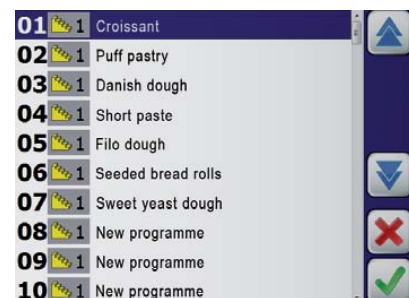 01 1 Croissant
02 1 Puff pastry
03 1 Danish dough
04 1 Short paste
05 1 Filo dough
06 1 Seeded bread rolls
07 1 Sweet yeast dough
08 1 New programme
09 1 New programme
10 1 New programme